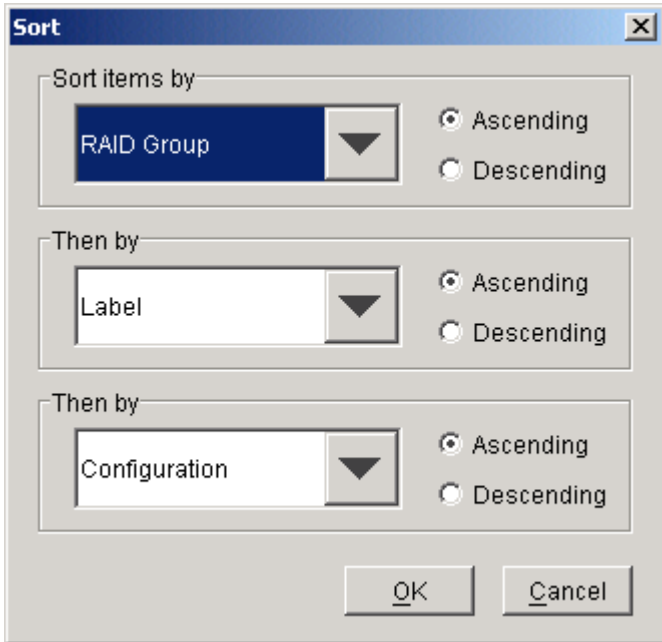 Sort
Sort items by
RAID Group
Ascending
Descending
Then by
Label
Ascending
Descending
Then by
Configuration
Ascending
Descending
OK
Cancel